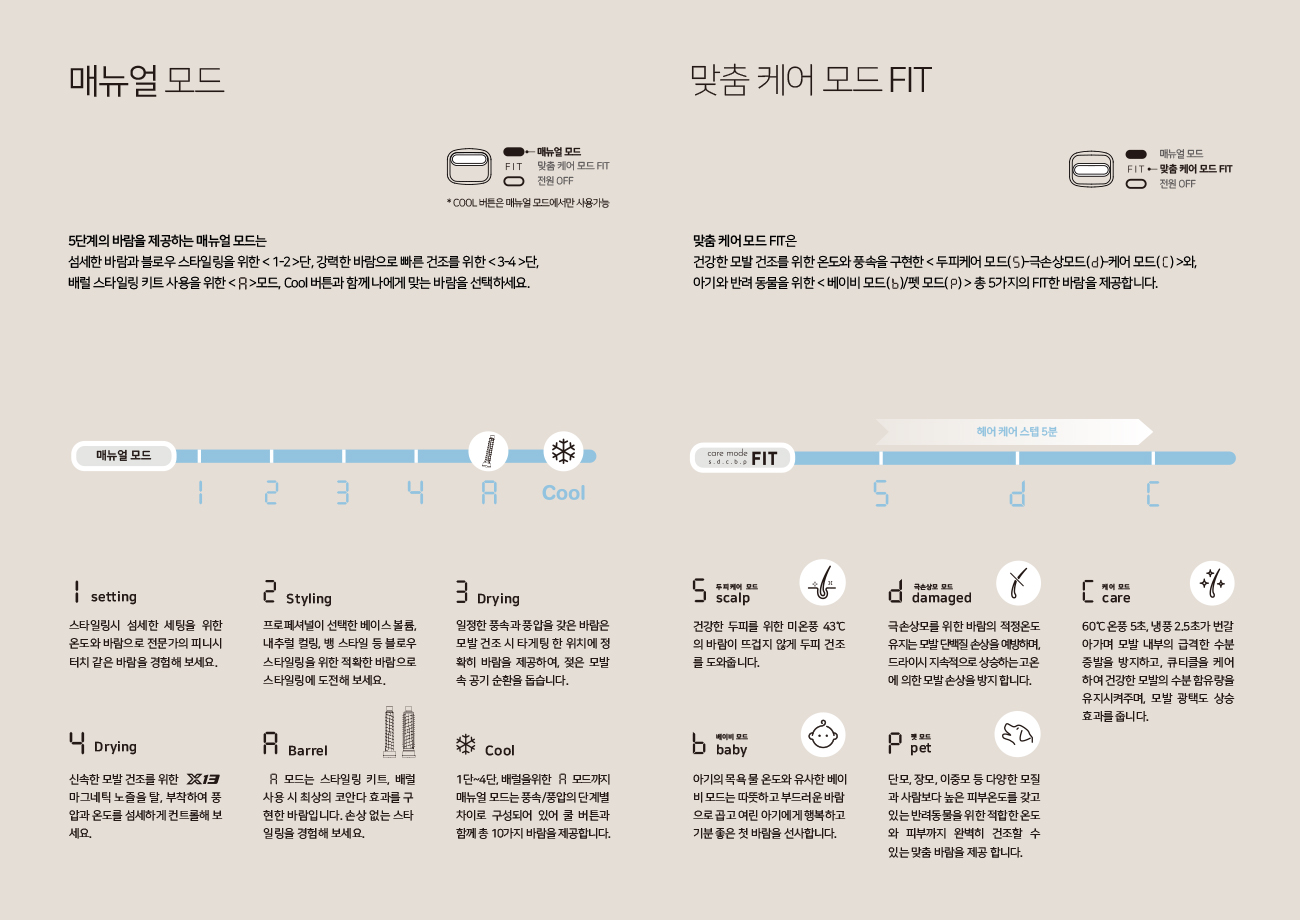 매뉴얼 모드
매뉴얼 모드
FIT 맞춤 케어 모드 FIT
전원 OFF
* COOL 버튼은 매뉴얼 모드에서만 사용가능
5단계의 바람을 제공하는 매뉴얼 모드는
섬세한 바람과 블로우 스타일링을 위한 < 1-2 >단, 강력한 바람으로 빠른 건조를 위한 < 3-4 >단,
배럴 스타일링 키트 사용을 위한 < A >모드, Cool 버튼과 함께 나에게 맞는 바람을 선택하세요.
매뉴얼 모드
1 2 3 4 A Cool
1 setting
스타일링시 섬세한 세팅을 위한
온도와 바람으로 전문가의 피니시
터치 같은 바람을 경험해 보세요.
2 Styling
프로페셔널이 선택한 베이스 볼륨,
내추럴 컬링, 뱅 스타일 등 블로우
스타일링을 위한 적확한 바람으로
스타일링에 도전해 보세요.
3 Drying
일정한 풍속과 풍압을 갖은 바람은
모발 건조 시 타게팅 한 위치에 정
확히 바람을 제공하여, 젖은 모발
속 공기 순환을 돕습니다.
4 Drying
신속한 모발 건조를 위한 X13
마그네틱 노즐을 탈, 부착하여 풍
압과 온도를 섬세하게 컨트롤해 보
세요.
A Barrel
A 모드는 스타일링 키트, 배럴
사용 시 최상의 코안다 효과를 구
현한 바람입니다. 손상 없는 스타
일링을 경험해 보세요.
Cool
1단~4단, 배럴을위한 A 모드까지
매뉴얼 모드는 풍속/풍압의 단계별
차이로 구성되어 있어 쿨 버튼과
함께 총 10가지 바람을 제공합니다.
맞춤 케어 모드 FIT
매뉴얼 모드
FIT 맞춤 케어 모드 FIT
전원 OFF
맞춤 케어 모드 FIT은
건강한 모발 건조를 위한 온도와 풍속을 구현한 < 두피케어 모드(S)-극손상모드(d)-케어 모드(C) >와,
아기와 반려 동물을 위한 < 베이비 모드(b)/펫 모드(P) > 총 5가지의 FIT한 바람을 제공합니다.
헤어 케어 스텝 5분
care mode
s.d.c.b.p
FIT
S d C
S 두피케어 모드
scalp
건강한 두피를 위한 미온풍 43℃
의 바람이 뜨겁지 않게 두피 건조
를 도와줍니다.
d 극손상모 모드
damaged
극손상모를 위한 바람의 적정온도
유지는 모발 단백질 손상을 예방하며,
드라이시 지속적으로 상승하는 고온
에 의한 모발 손상을 방지 합니다.
C 케어 모드
care
60℃ 온풍 5초, 냉풍 2.5초가 번갈
아가며 모발 내부의 급격한 수분
증발을 방지하고, 큐티클을 케어
하여 건강한 모발의 수분 함유량을
유지시켜주며, 모발 광택도 상승
효과를 줍니다.
b 베이비 모드
baby
아기의 목욕 물 온도와 유사한 베이
비 모드는 따뜻하고 부드러운 바람
으로 곱고 여린 아기에게 행복하고
기분 좋은 첫 바람을 선사합니다.
P 펫 모드
pet
단모, 장모, 이중모 등 다양한 모질
과 사람보다 높은 피부온도를 갖고
있는 반려동물을 위한 적합한 온도
와 피부까지 완벽히 건조할 수
있는 맞춤 바람을 제공 합니다.